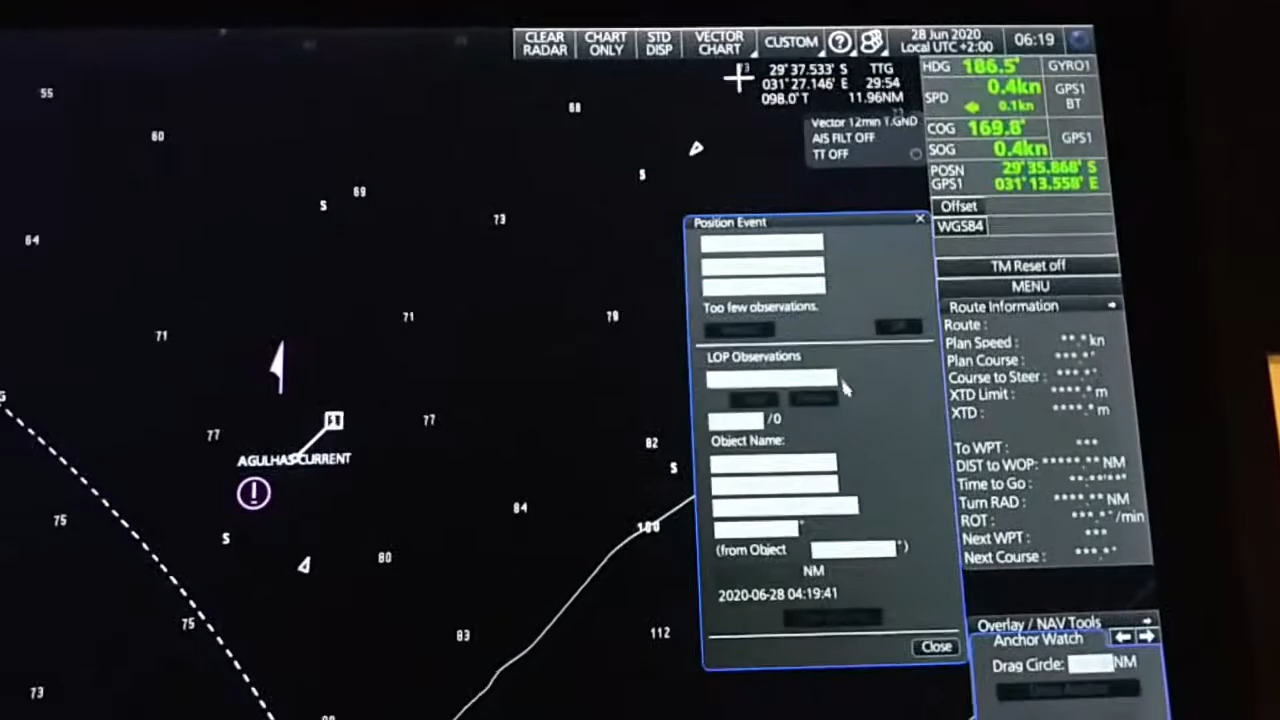 CLEAR RADAR
CHART ONLY
STD DISP
VECTOR CHART
CUSTOM
?
28 Jun 2020
Local UTC +2:00
06:19
29° 37.533' S TTG
031° 27.146' E 29:54
098.0°T 11.96NM
Vector 12min T.GND
AIS FILT OFF
TT OFF
HDG 186.5° GYRO1
SPD 0.4kn GPS1
0.1kn BT
COG 169.8° GPS1
SOG 0.4kn
POSN 29° 35.868' S
GPS1 031° 13.558' E
Offset
WGS84
TM Reset off
MENU
Route Information
Route :
Plan Speed : **.* kn
Plan Course : ***.*°
Course to Steer : ***.*°
XTD Limit : ****.* m
XTD : ****.* m
To WPT : ***
DIST to WOP: *****.** NM
Time to Go :
Turn RAD : ****.** NM
ROT : ***.*°/min
Next WPT : ***
Next Course : ***.*°
Overlay / NAV Tools
Anchor Watch
Drag Circle: NM
Position Event
Too few observations.
LOP Observations
/0
Object Name:
°
(from Object °)
NM
2020-06-28 04:19:41
Close
55
60
68
73
S
69
S
73
64
71
71
79
77
77
82
S
AGULHAS CURRENT
!
84
75
S
100
80
75
83
112
73